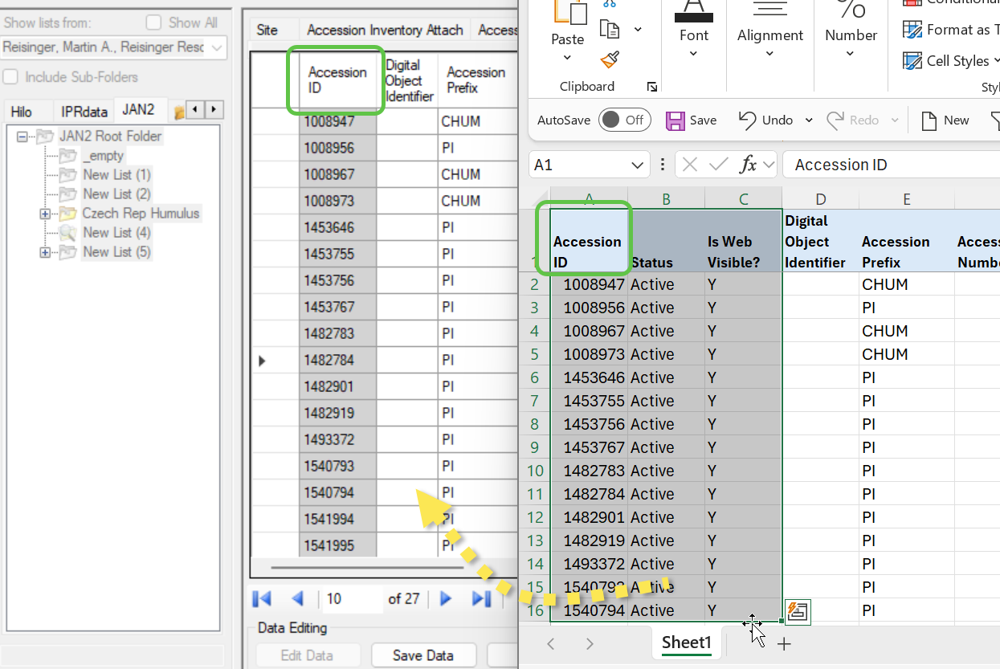 Show lists from:
Show All
Reisinger, Martin A., Reisinger Resc
Include Sub-Folders
Hilo
IPRdata
JAN2
JAN2 Root Folder
_empty
New List (1)
New List (2)
Czech Rep Humulus
New List (4)
New List (5)
Site
Accession Inventory Attach
Access
Accession ID
Digital Object Identifier
Accession Prefix
1008947 CHUM
1008956 PI
1008967 CHUM
1008973 CHUM
1453646 PI
1453755 PI
1453756 PI
1453767 PI
1482783 PI
1482784 PI
1482901 PI
1482919 PI
1493372 PI
1540793 PI
1540794 PI
1541994 PI
1541995 PI
10 of 27
Data Editing
Edit Data
Save Data
Paste
Clipboard
Font
Alignment
Number
Conditional
Format as T
Cell Styles
Styl
AutoSave Off
Save
Undo
Redo
New
A1
fx
Accession ID
A B C D E
1 Accession ID Status Is Web Visible? Digital Object Identifier Accession Prefix Access Numbe
2 1008947 Active Y CHUM
3 1008956 Active Y PI
4 1008967 Active Y CHUM
5 1008973 Active Y CHUM
6 1453646 Active Y PI
7 1453755 Active Y PI
8 1453756 Active Y PI
9 1453767 Active Y PI
10 1482783 Active Y PI
11 1482784 Active Y PI
12 1482901 Active Y PI
13 1482919 Active Y PI
14 1493372 Active Y PI
15 1540793 Active Y PI
16 1540794 Active Y PI
Sheet1